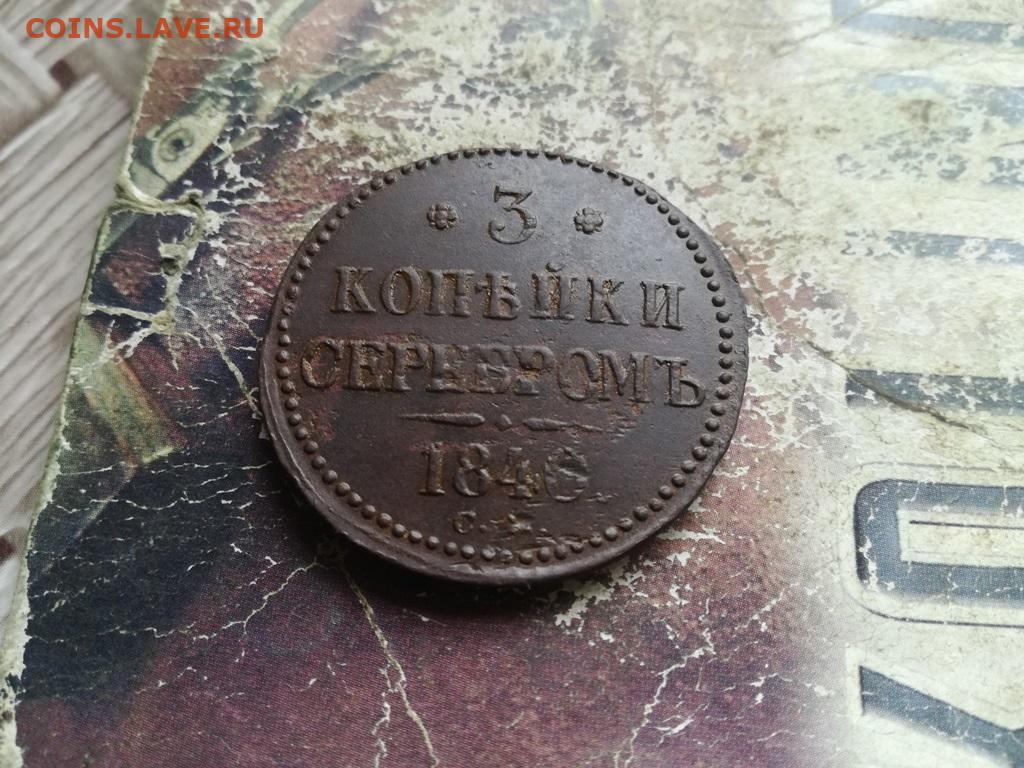 COINS.LAVE.RU
* 3 *
КОПѢЙКИ
СЕРЕБРОМЪ
1840